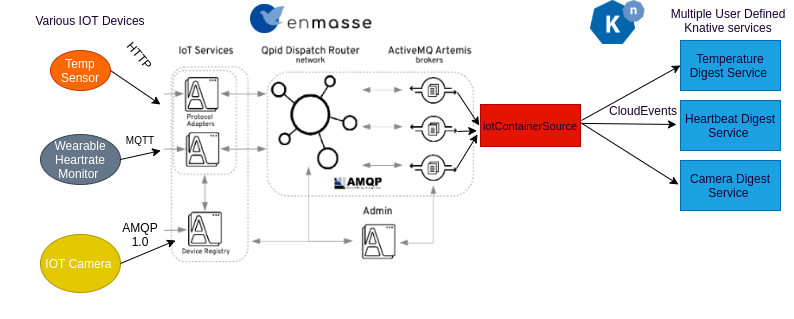 Various IOT Devices
enmasse
n
K
Multiple User Defined
Knative services
HTTP
IoT Services
Qpid Dispatch Router
network
ActiveMQ Artemis
brokers
Temp
Sensor
Temperature
Digest Service
Protocol
Adapters
iotContainerSource
CloudEvents
Heartbeat Digest
Service
MQTT
Wearable
Heartrate
Monitor
AMQP
Camera Digest
Service
Admin
AMQP
1.0
Device Registry
IOT Camera